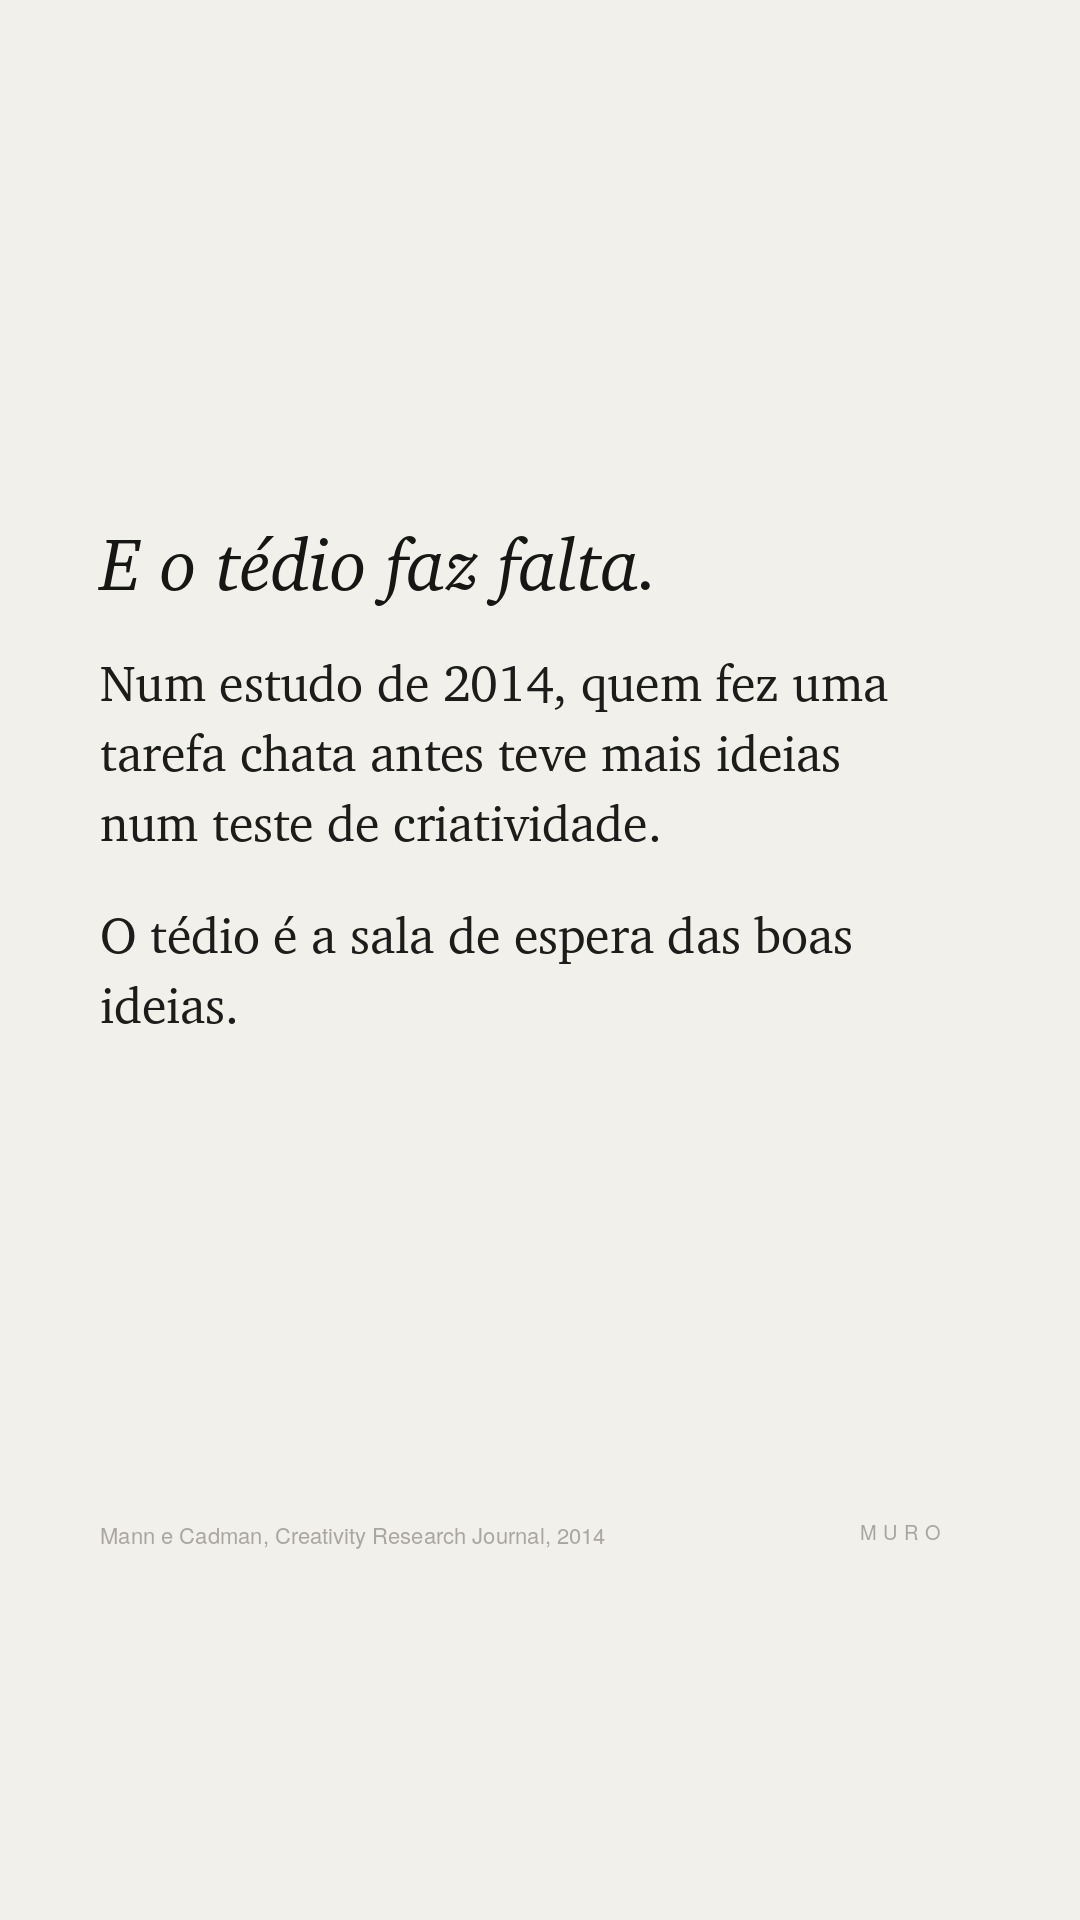 E o tédio faz falta.
Num estudo de 2014, quem fez uma
tarefa chata antes teve mais ideias
num teste de criatividade.
O tédio é a sala de espera das boas
ideias.
Mann e Cadman, Creativity Research Journal, 2014
MURO